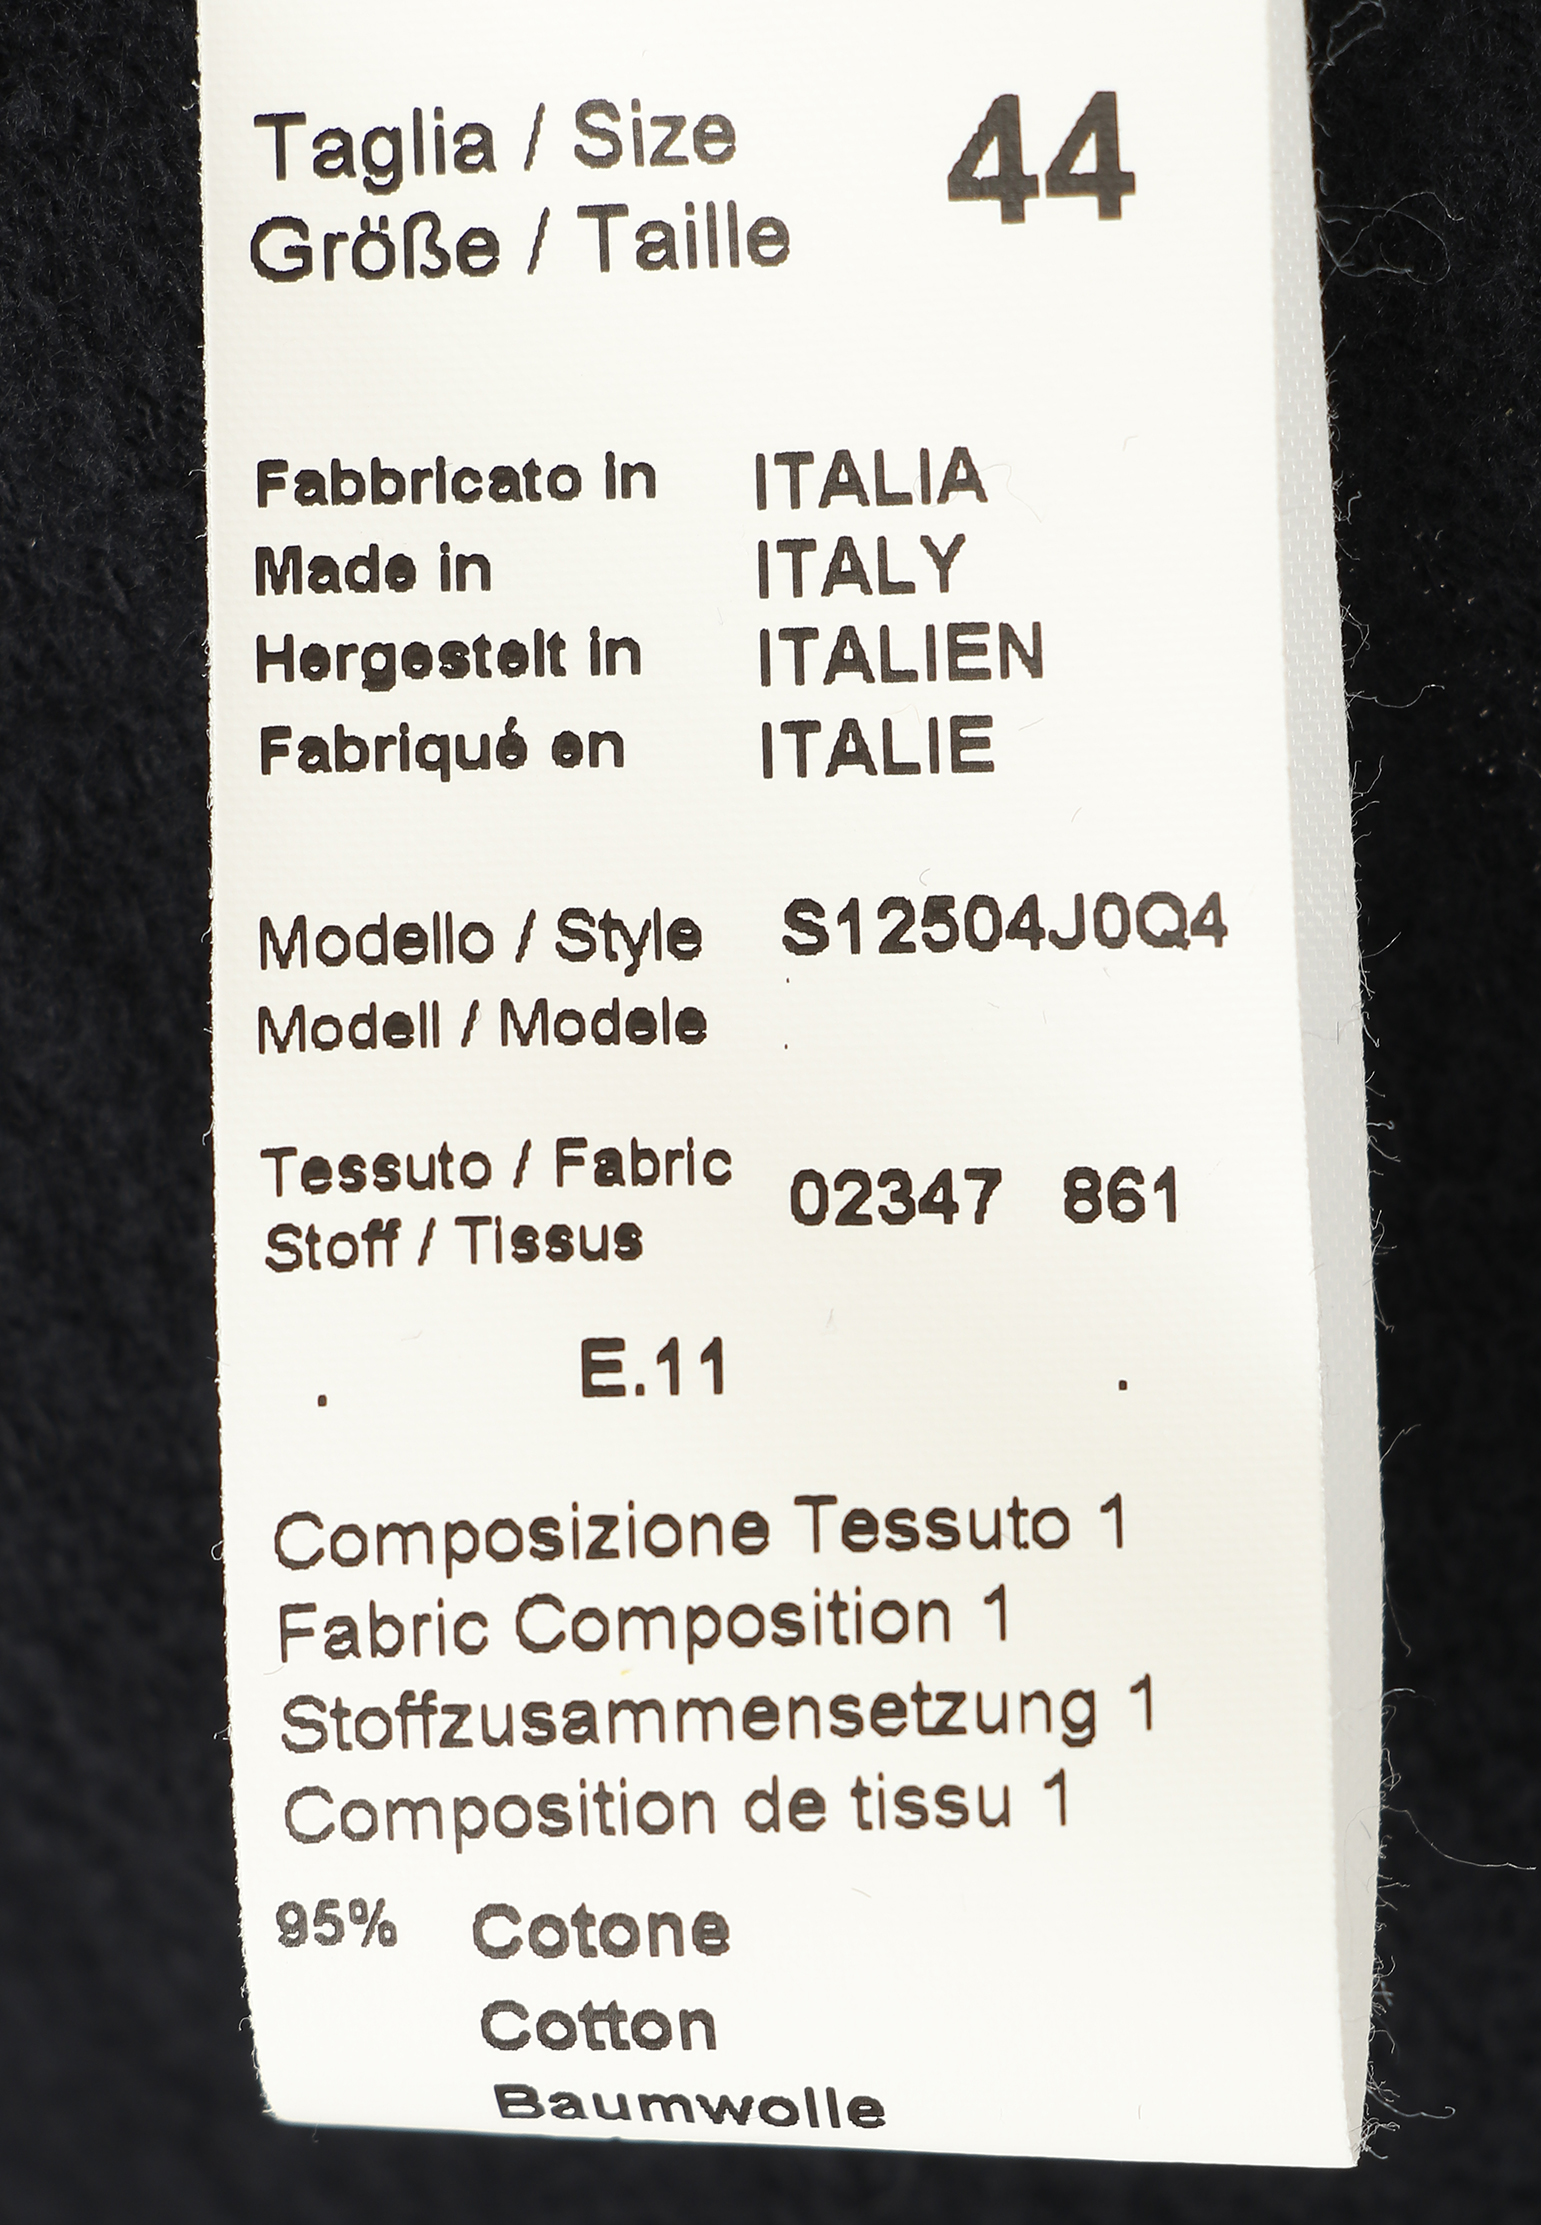 Taglia / Size 44
Größe / Taille
Fabbricato in ITALIA
Made in ITALY
Hergestelt in ITALIEN
Fabriqué en ITALIE
Modello / Style S12504J0Q4
Modell / Modele
Tessuto / Fabric 02347 861
Stoff / Tissus
. E.11 .
Composizione Tessuto 1
Fabric Composition 1
Stoffzusammensetzung 1
Composition de tissu 1
95% Cotone
Cotton
Baumwolle